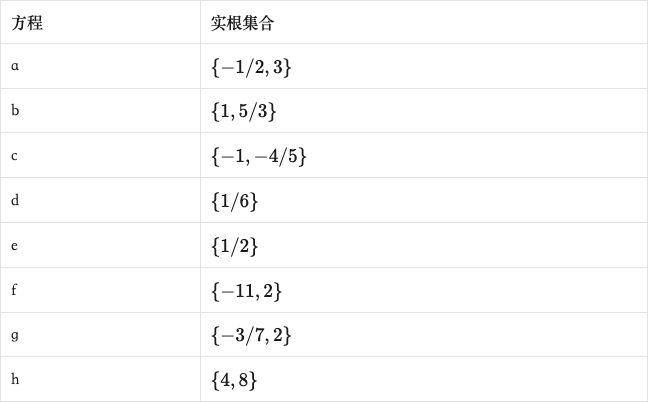 方程 实根集合
a {−1/2, 3}
b {1, 5/3}
c {−1, −4/5}
d {1/6}
e {1/2}
f {−11, 2}
g {−3/7, 2}
h {4, 8}